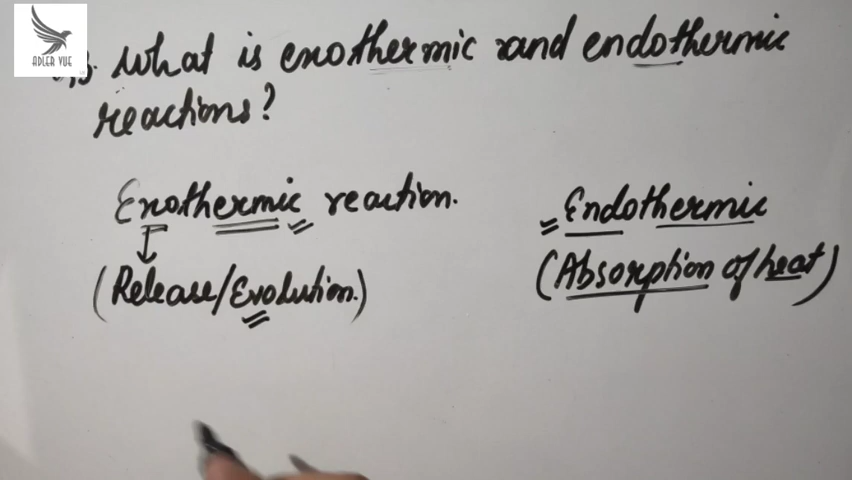 ADLER VUE
What is exothermic and endothermic
reactions?
Exothermic reaction.
(Release/Evolution.)
Endothermic
(Absorption of heat)